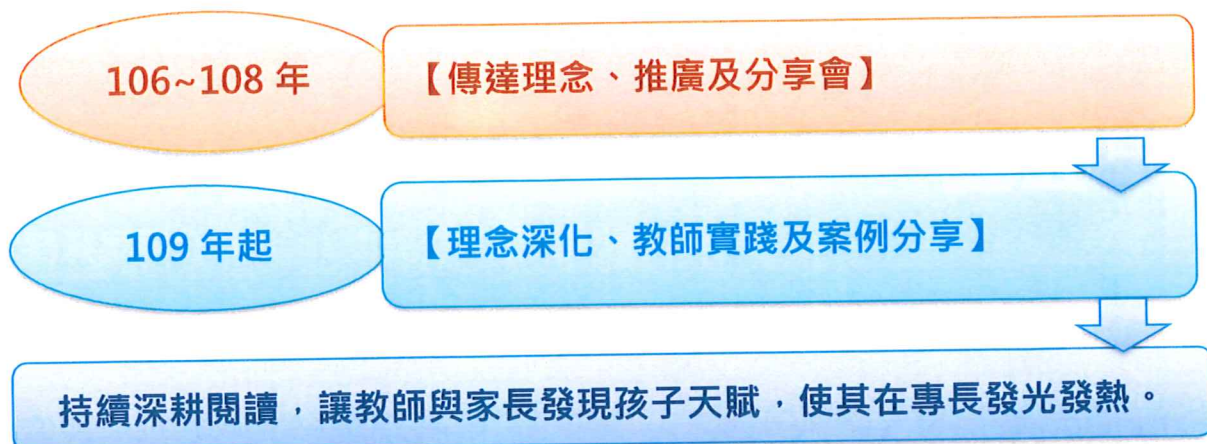 106~108 年
【傳達理念、推廣及分享會】
109 年起
【理念深化、教師實踐及案例分享】
持續深耕閱讀，讓教師與家長發現孩子天賦，使其在專長發光發熱。